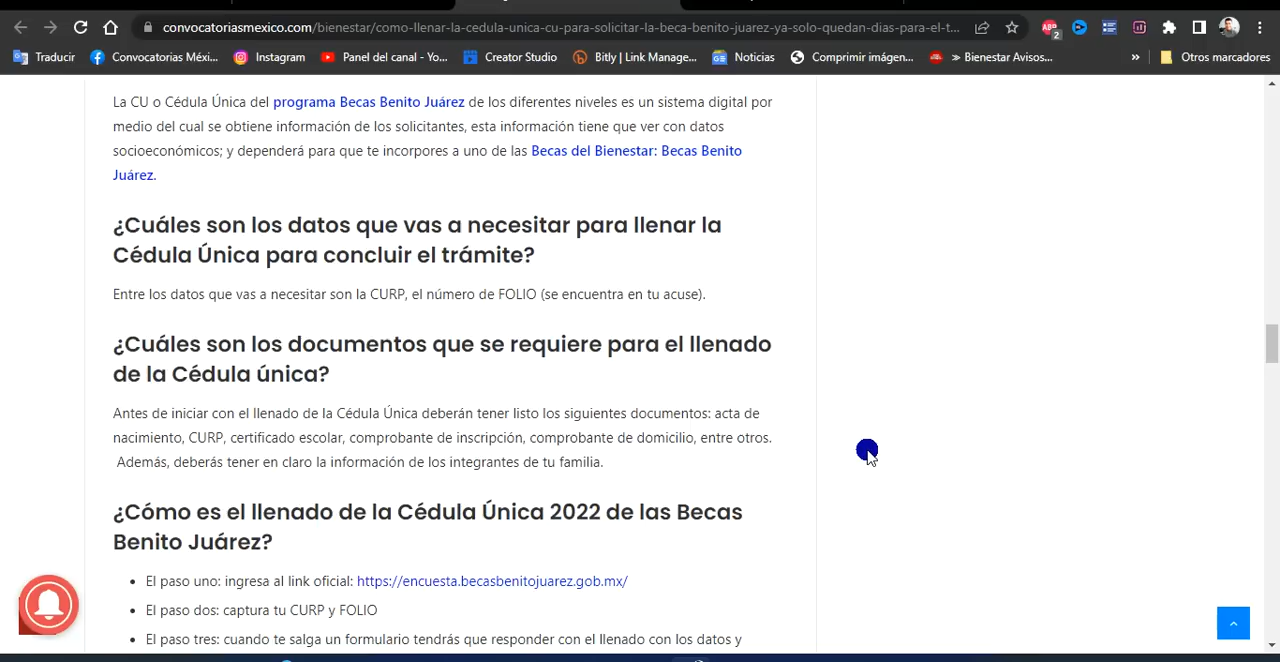 convocatoriasmexico.com/bienestar/como-llenar-la-cedula-unica-cu-para-solicitar-la-beca-benito-juarez-ya-solo-quedan-dias-para-el-t...
ABP 2
Traducir Convocatorias Méxi... Instagram Panel del canal - Yo... Creator Studio Bitly | Link Manage... Noticias Comprimir imágen... » Bienestar Avisos... » Otros marcadores
La CU o Cédula Única del programa Becas Benito Juárez de los diferentes niveles es un sistema digital por
medio del cual se obtiene información de los solicitantes, esta información tiene que ver con datos
socioeconómicos; y dependerá para que te incorpores a uno de las Becas del Bienestar: Becas Benito
Juárez.
¿Cuáles son los datos que vas a necesitar para llenar la
Cédula Única para concluir el trámite?
Entre los datos que vas a necesitar son la CURP, el número de FOLIO (se encuentra en tu acuse).
¿Cuáles son los documentos que se requiere para el llenado
de la Cédula única?
Antes de iniciar con el llenado de la Cédula Única deberán tener listo los siguientes documentos: acta de
nacimiento, CURP, certificado escolar, comprobante de inscripción, comprobante de domicilio, entre otros.
Además, deberás tener en claro la información de los integrantes de tu familia.
¿Cómo es el llenado de la Cédula Única 2022 de las Becas
Benito Juárez?
• El paso uno: ingresa al link oficial: https://encuesta.becasbenitojuarez.gob.mx/
• El paso dos: captura tu CURP y FOLIO
• El paso tres: cuando te salga un formulario tendrás que responder con el llenado con los datos y